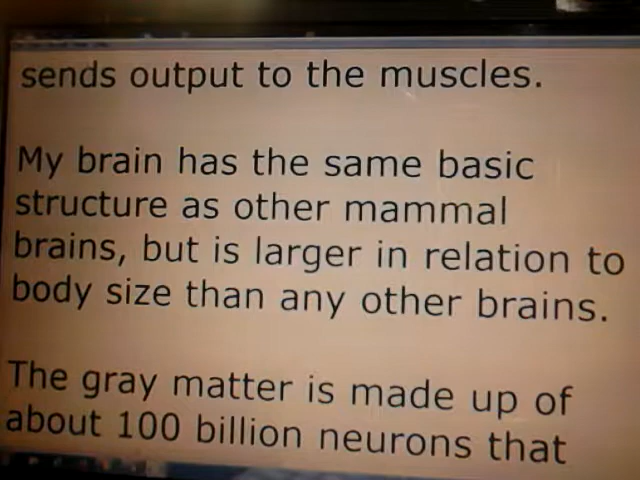 sends output to the muscles.
My brain has the same basic
structure as other mammal
brains, but is larger in relation to
body size than any other brains.
The gray matter is made up of
about 100 billion neurons that